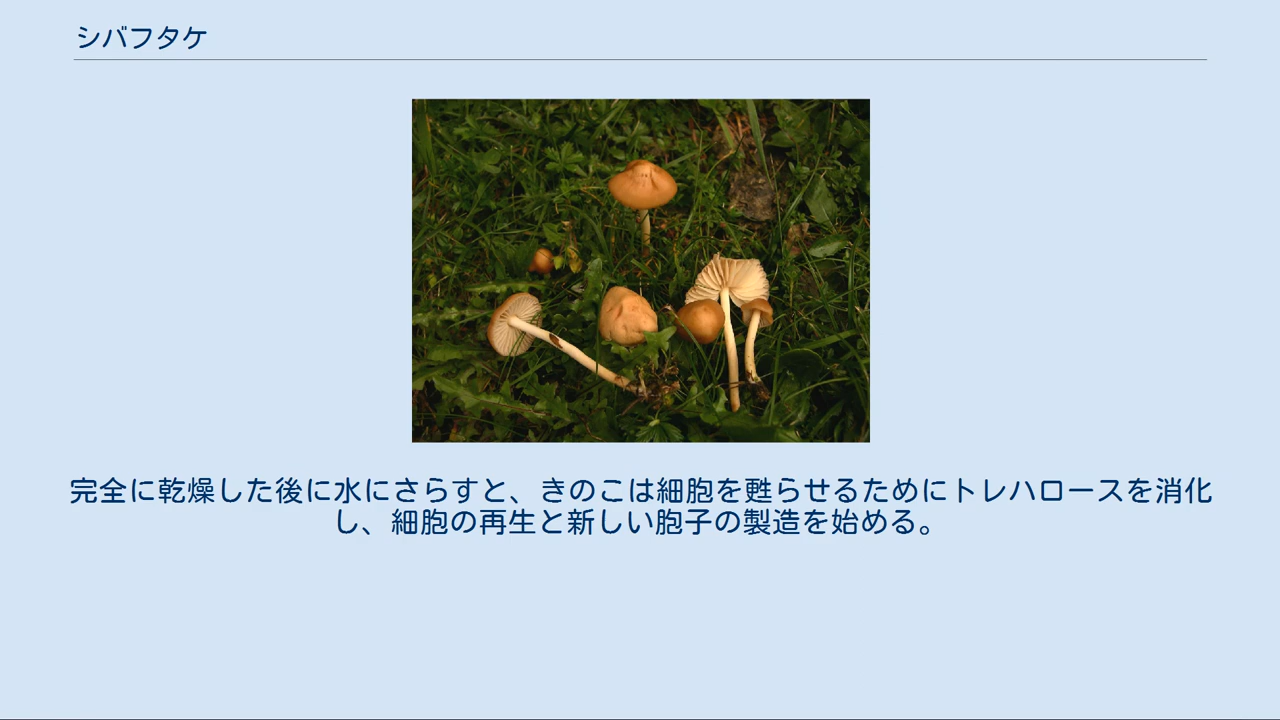 シバフタケ
完全に乾燥した後に水にさらすと、きのこは細胞を甦らせるためにトレハロースを消化
し、細胞の再生と新しい胞子の製造を始める。